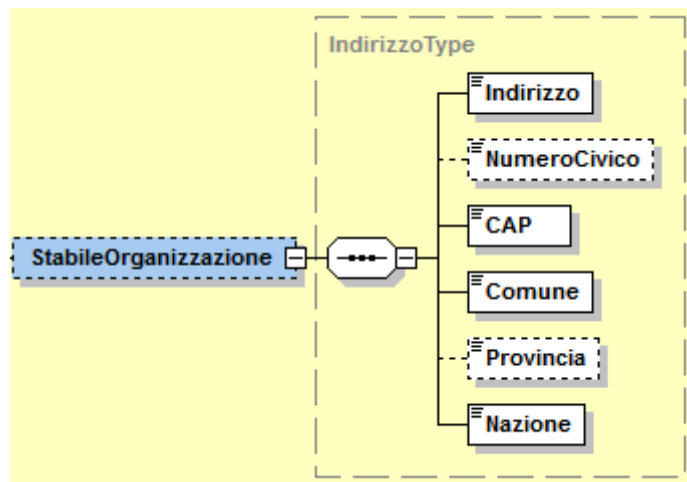 IndirizzoType
Indirizzo
NumeroCivico
CAP
StabileOrganizzazione
Comune
Provincia
Nazione